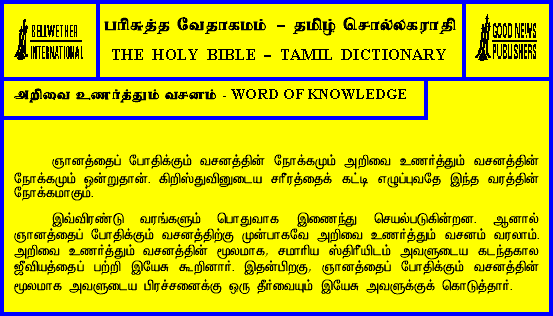 BELLWETHER
INTERNATIONAL
பரிசுத்த வேதாகமம் – தமிழ் சொல்லகராதி
THE HOLY BIBLE – TAMIL DICTIONARY
GOOD NEWS
PUBLISHERS
அறிவை உணர்த்தும் வசனம் - WORD OF KNOWLEDGE
ஞானத்தைப் போதிக்கும் வசனத்தின் நோக்கமும் அறிவை உணர்த்தும் வசனத்தின்
நோக்கமும் ஒன்றுதான். கிறிஸ்துவினுடைய சரீரத்தைக் கட்டி எழுப்புவதே இந்த வரத்தின்
நோக்கமாகும்.
இவ்விரண்டு வரங்களும் பொதுவாக இணைந்து செயல்படுகின்றன. ஆனால்
ஞானத்தைப் போதிக்கும் வசனத்திற்கு முன்பாகவே அறிவை உணர்த்தும் வசனம் வரலாம்.
அறிவை உணர்த்தும் வசனத்தின் மூலமாக, சமாரிய ஸ்திரீயிடம் அவளுடைய கடந்தகால
ஜீவியத்தைப் பற்றி இயேசு கூறினார். இதன்பிறகு, ஞானத்தைப் போதிக்கும் வசனத்தின்
மூலமாக அவளுடைய பிரச்சனைக்கு ஒரு தீர்வையும் இயேசு அவளுக்குக் கொடுத்தார்.